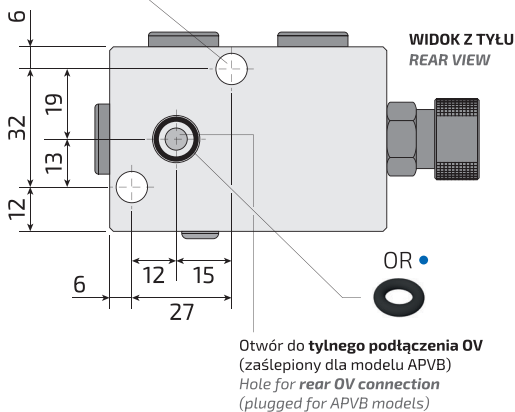 6
WIDOK Z TYŁU
REAR VIEW
32
19
13
12
12
15
6
27
OR
Otwór do tylnego podłączenia OV
(zaślepiony dla modelu APVB)
Hole for rear OV connection
(plugged for APVB models)